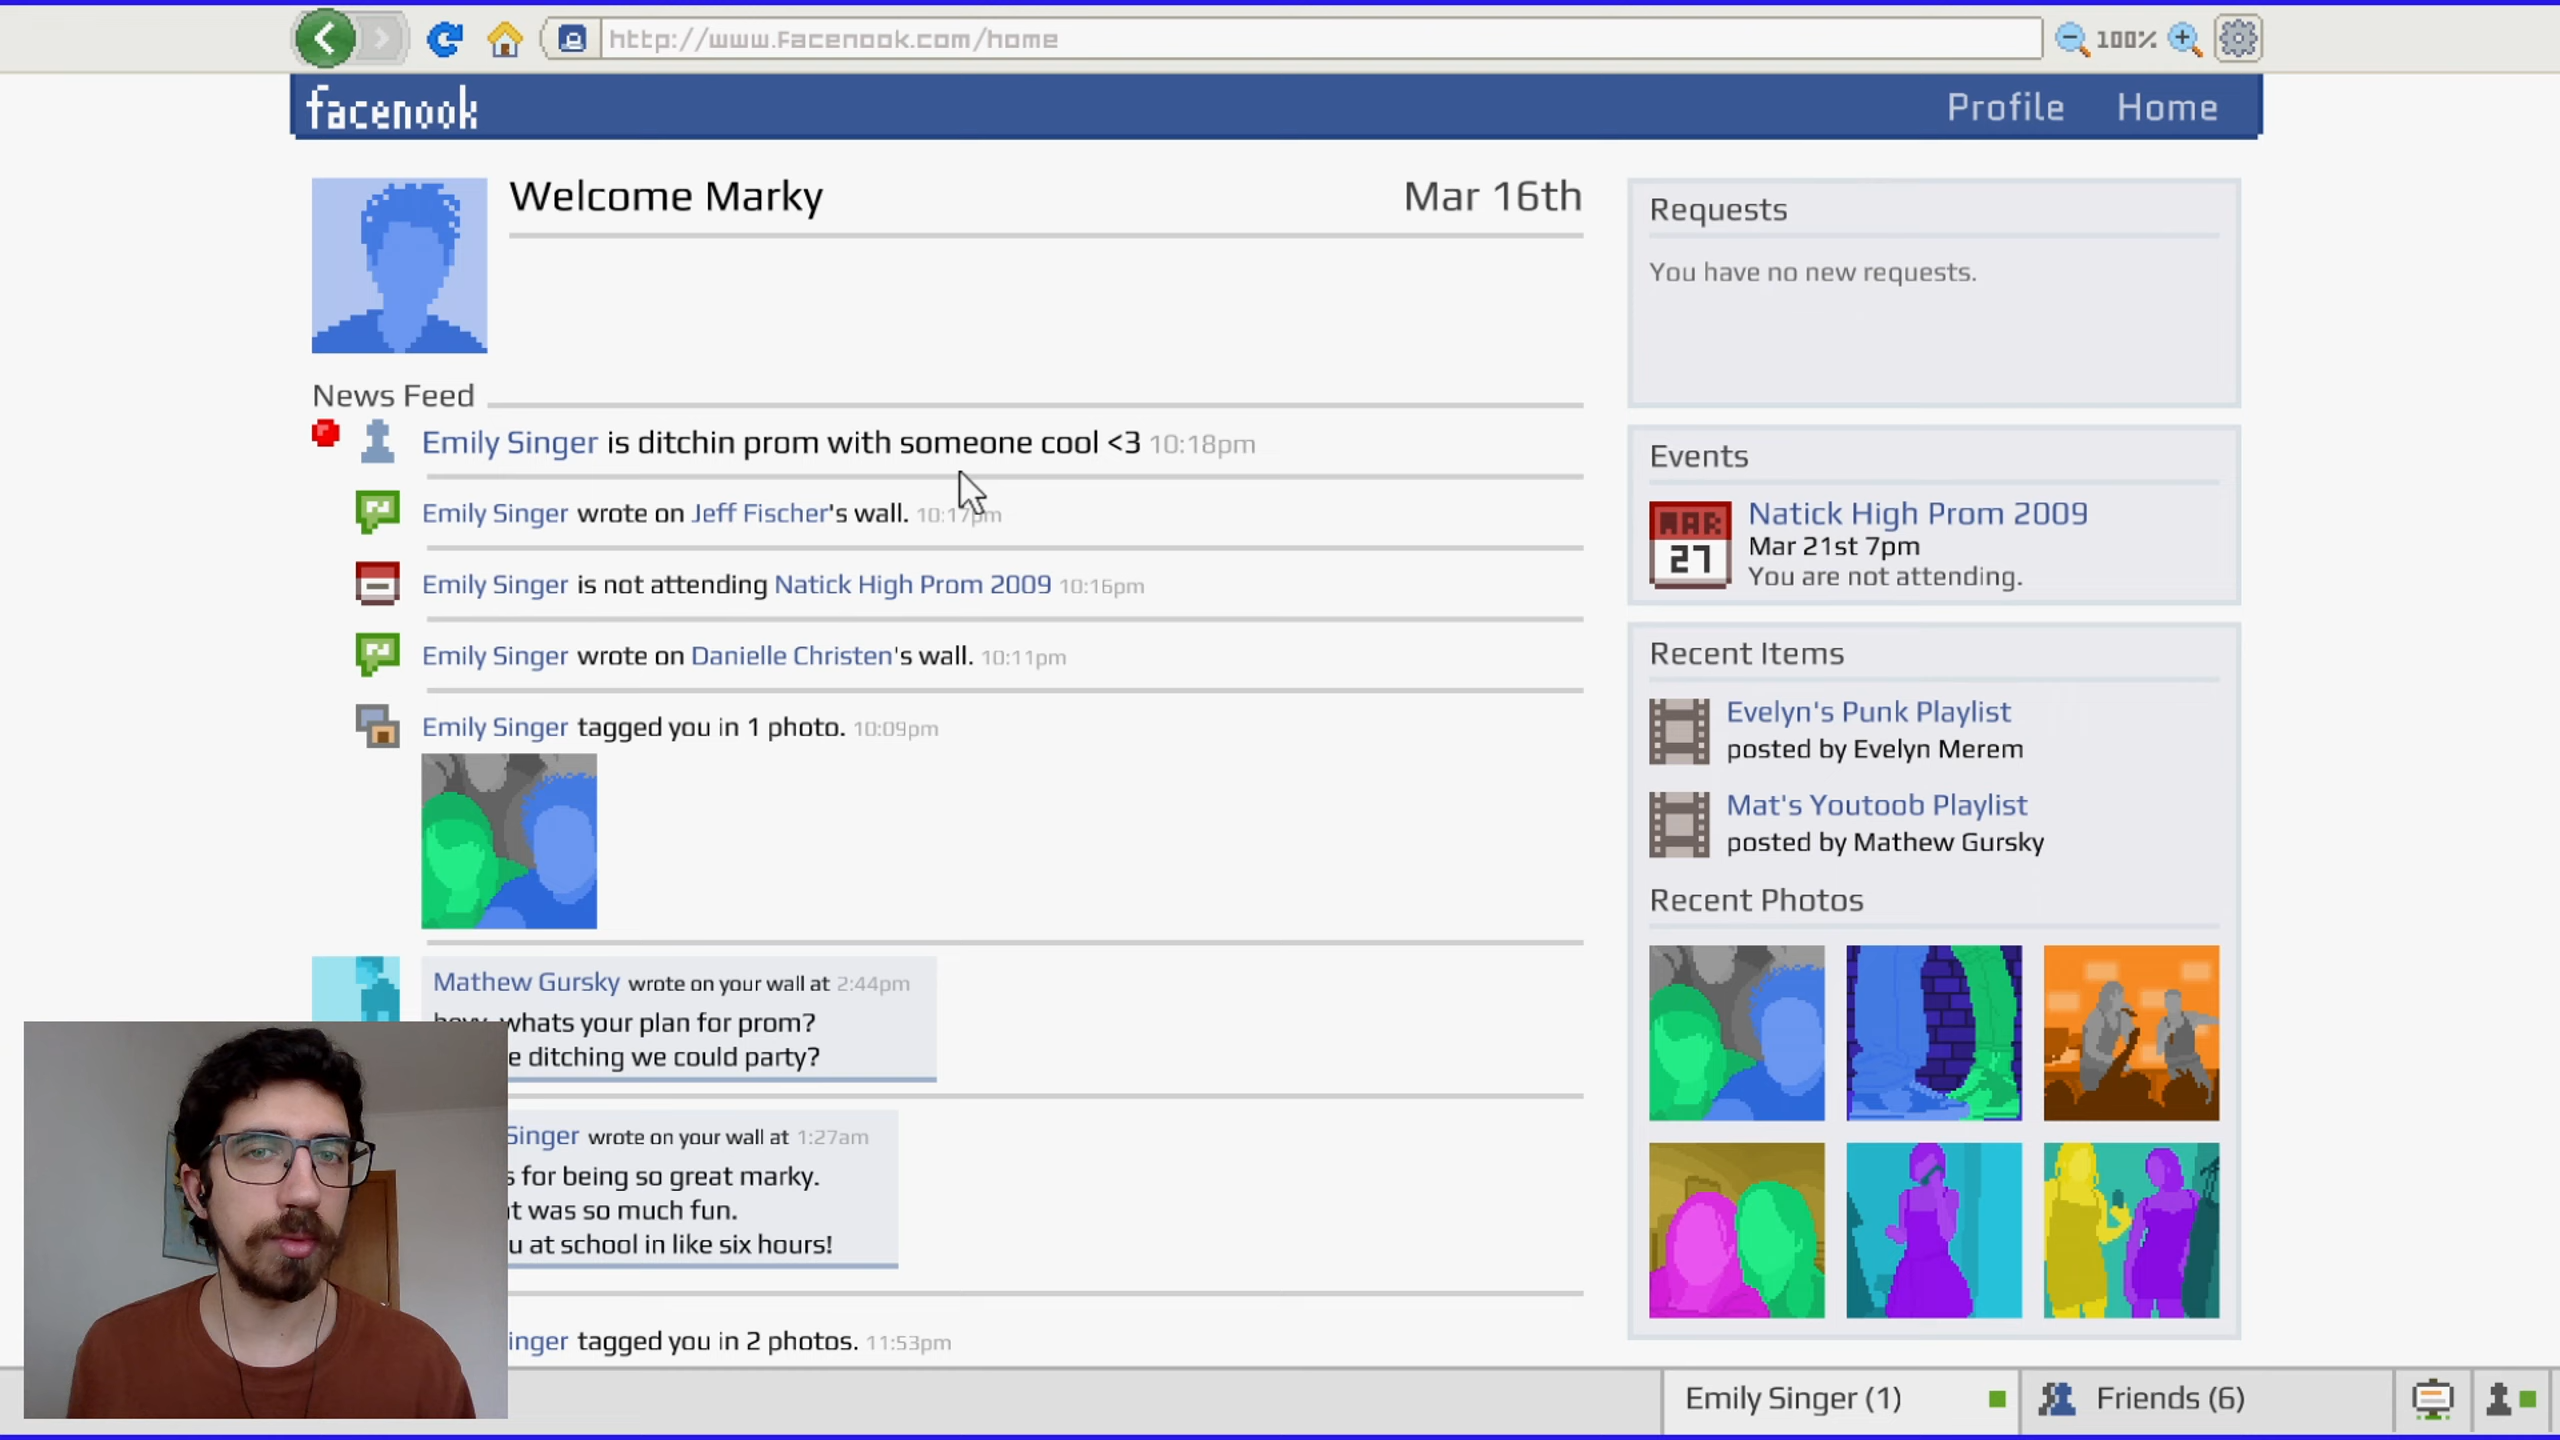 http://www.Facenook.com/home
100%
facenook
Profile
Home
Welcome Marky
Mar 16th
News Feed
Emily Singer is ditchin prom with someone cool <3 10:18pm
Emily Singer wrote on Jeff Fischer's wall. 10:17pm
Emily Singer is not attending Natick High Prom 2009 10:16pm
Emily Singer wrote on Danielle Christen's wall. 10:11pm
Emily Singer tagged you in 1 photo. 10:09pm
Mathew Gursky wrote on your wall at 2:44pm
whats your plan for prom?
ditching we could party?
Singer wrote on your wall at 1:27am
for being so great marky.
was so much fun.
at school in like six hours!
tagged you in 2 photos. 11:53pm
Requests
You have no new requests.
Events
MAR
27
Natick High Prom 2009
Mar 21st 7pm
You are not attending.
Recent Items
Evelyn's Punk Playlist
posted by Evelyn Merem
Mat's Youtoob Playlist
posted by Mathew Gursky
Recent Photos
Emily Singer (1)
Friends (6)